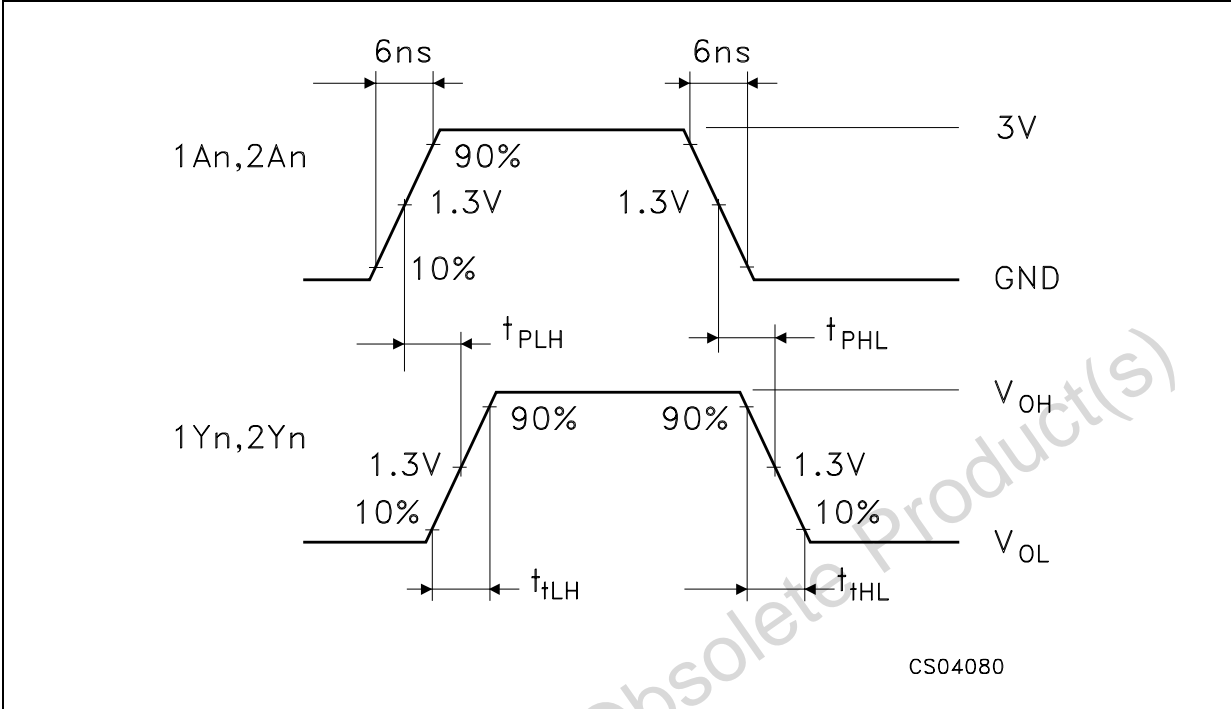 6ns 6ns
3V
1An,2An 90%
1.3V 1.3V
10% GND
tPLH tPHL
VOH
90% 90%
1Yn,2Yn
1.3V 1.3V
10% 10%
VOL
ttLH ttHL
CS04080
Obsolete Product(s)